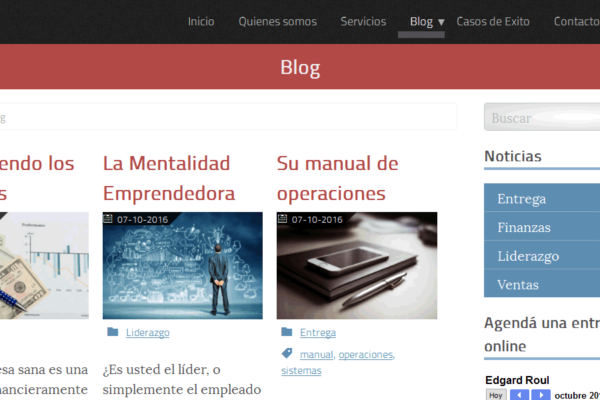 Inicio Quienes somos Servicios Blog ▼ Casos de Exito Contacto
Blog
Buscar
endo los
s
La Mentalidad
Emprendedora
07-10-2016
Liderazgo
¿Es usted el líder, o
simplemente el empleado
Su manual de
operaciones
07-10-2016
Entrega
manual, operaciones,
sistemas
esa sana es una
nancieramente
Noticias
Entrega
Finanzas
Liderazgo
Ventas
Agendá una entr
online
Edgard Roul
Hoy octubre 20